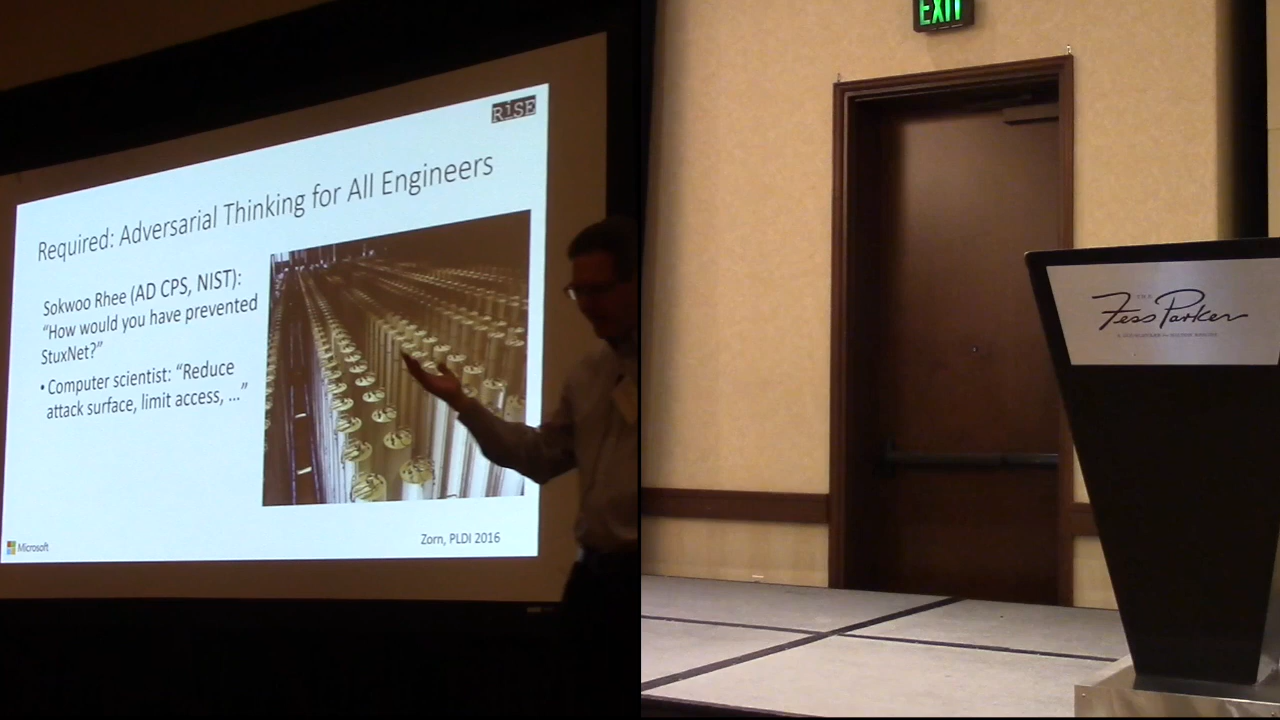 RiSE
Required: Adversarial Thinking for All Engineers
Sokwoo Rhee (AD CPS, NIST):
“How would you have prevented
StuxNet?”
• Computer scientist: “Reduce
attack surface, limit access, ...”
Microsoft
Zorn, PLDI 2016
EXIT
THE
Fess Parker